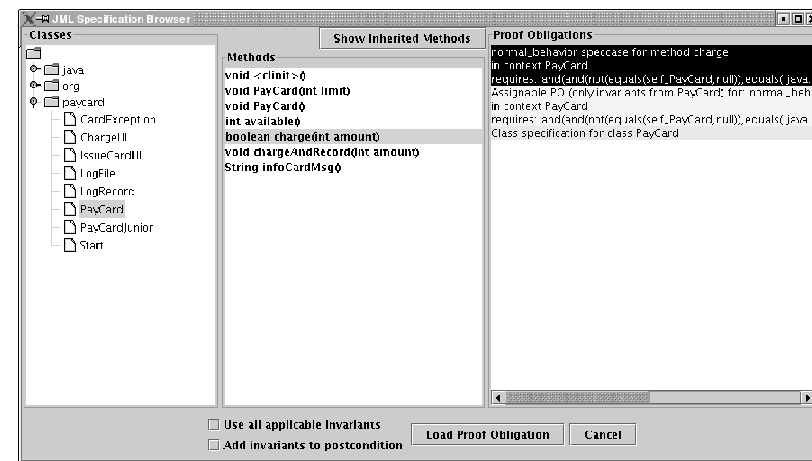 JML Specification Browser
Classes
java
org
paycard
CardException
ChargeUI
IssueCardUI
LogFile
LogRecord
PayCard
PayCardJunior
Start
Show Inherited Methods
Methods
void <clinit>()
void PayCard(int limit)
void PayCard()
int available()
boolean charge(int amount)
void chargeAndRecord(int amount)
String infoCardMsg()
Proof Obligations
normal_behavior speccase for method charge
in context PayCard
requires: and(and(not(equals(self_PayCard,null)),equals(java.
Assignable PO (only invariants from PayCard) for: normal_beh
in context PayCard
requires: and(and(not(equals(self_PayCard,null)),equals(java.
Class specification for class PayCard
Use all applicable invariants
Add invariants to postcondition
Load Proof Obligation
Cancel